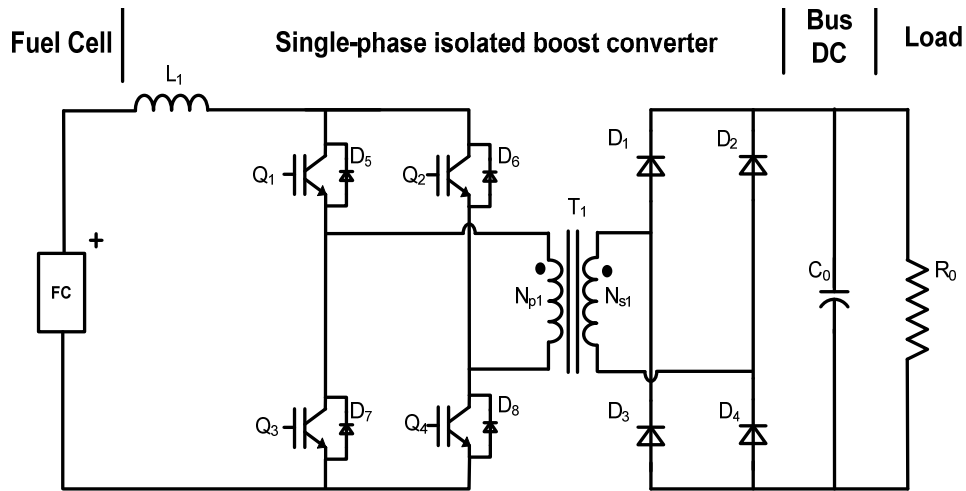 Fuel Cell
Single-phase isolated boost converter
Bus
DC
Load
L1
D5
D6
D1
D2
Q1
Q2
T1
+
FC
Np1
Ns1
C0
R0
D7
D8
D3
D4
Q3
Q4